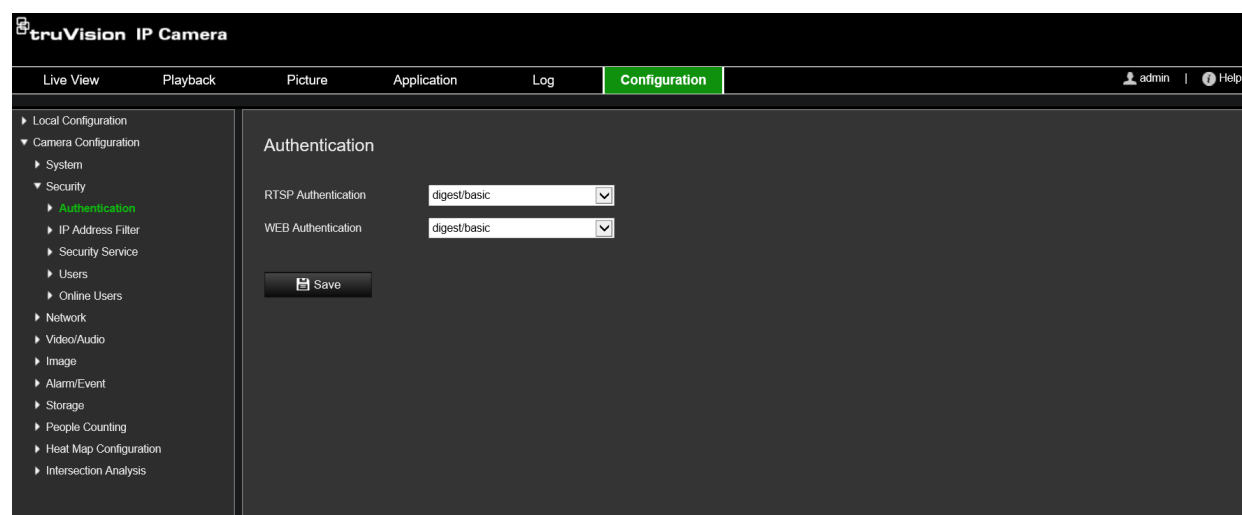 truVision IP Camera
Live View Playback Picture Application Log Configuration admin | Help
Local Configuration
Camera Configuration
System
Security
Authentication
IP Address Filter
Security Service
Users
Online Users
Network
Video/Audio
Image
Alarm/Event
Storage
People Counting
Heat Map Configuration
Intersection Analysis
Authentication
RTSP Authentication digest/basic
WEB Authentication digest/basic
Save